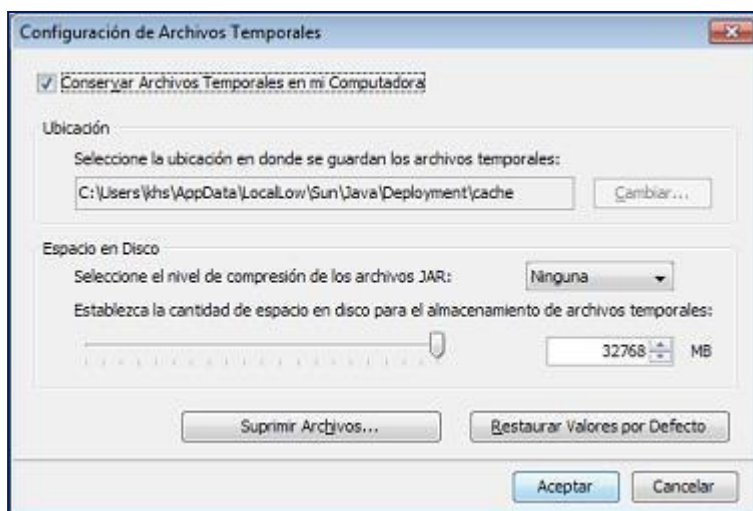 Configuración de Archivos Temporales
Conservar Archivos Temporales en mi Computadora
Ubicación
Seleccione la ubicación en donde se guardan los archivos temporales:
C:\Users\khs\AppData\LocalLow\Sun\Java\Deployment\cache
Cambiar...
Espacio en Disco
Seleccione el nivel de compresión de los archivos JAR:
Ninguna
Establezca la cantidad de espacio en disco para el almacenamiento de archivos temporales:
32768 MB
Suprimir Archivos...
Restaurar Valores por Defecto
Aceptar
Cancelar